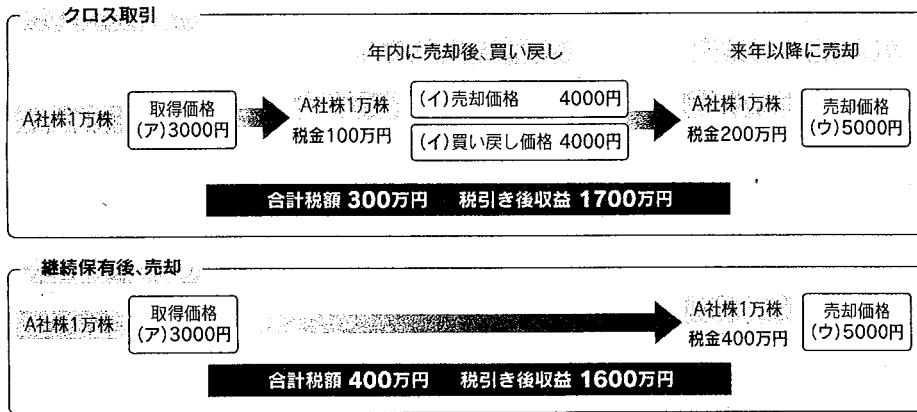 クロス取引
年内に売却後、買い戻し
来年以降に売却
A社株1万株
取得価格
(ア)3000円
A社株1万株
税金100万円
(イ)売却価格 4000円
(イ)買い戻し価格 4000円
A社株1万株
税金200万円
売却価格
(ウ)5000円
合計税額 300万円 税引き後収益 1700万円
継続保有後、売却
A社株1万株
取得価格
(ア)3000円
A社株1万株
税金400万円
売却価格
(ウ)5000円
合計税額 400万円 税引き後収益 1600万円